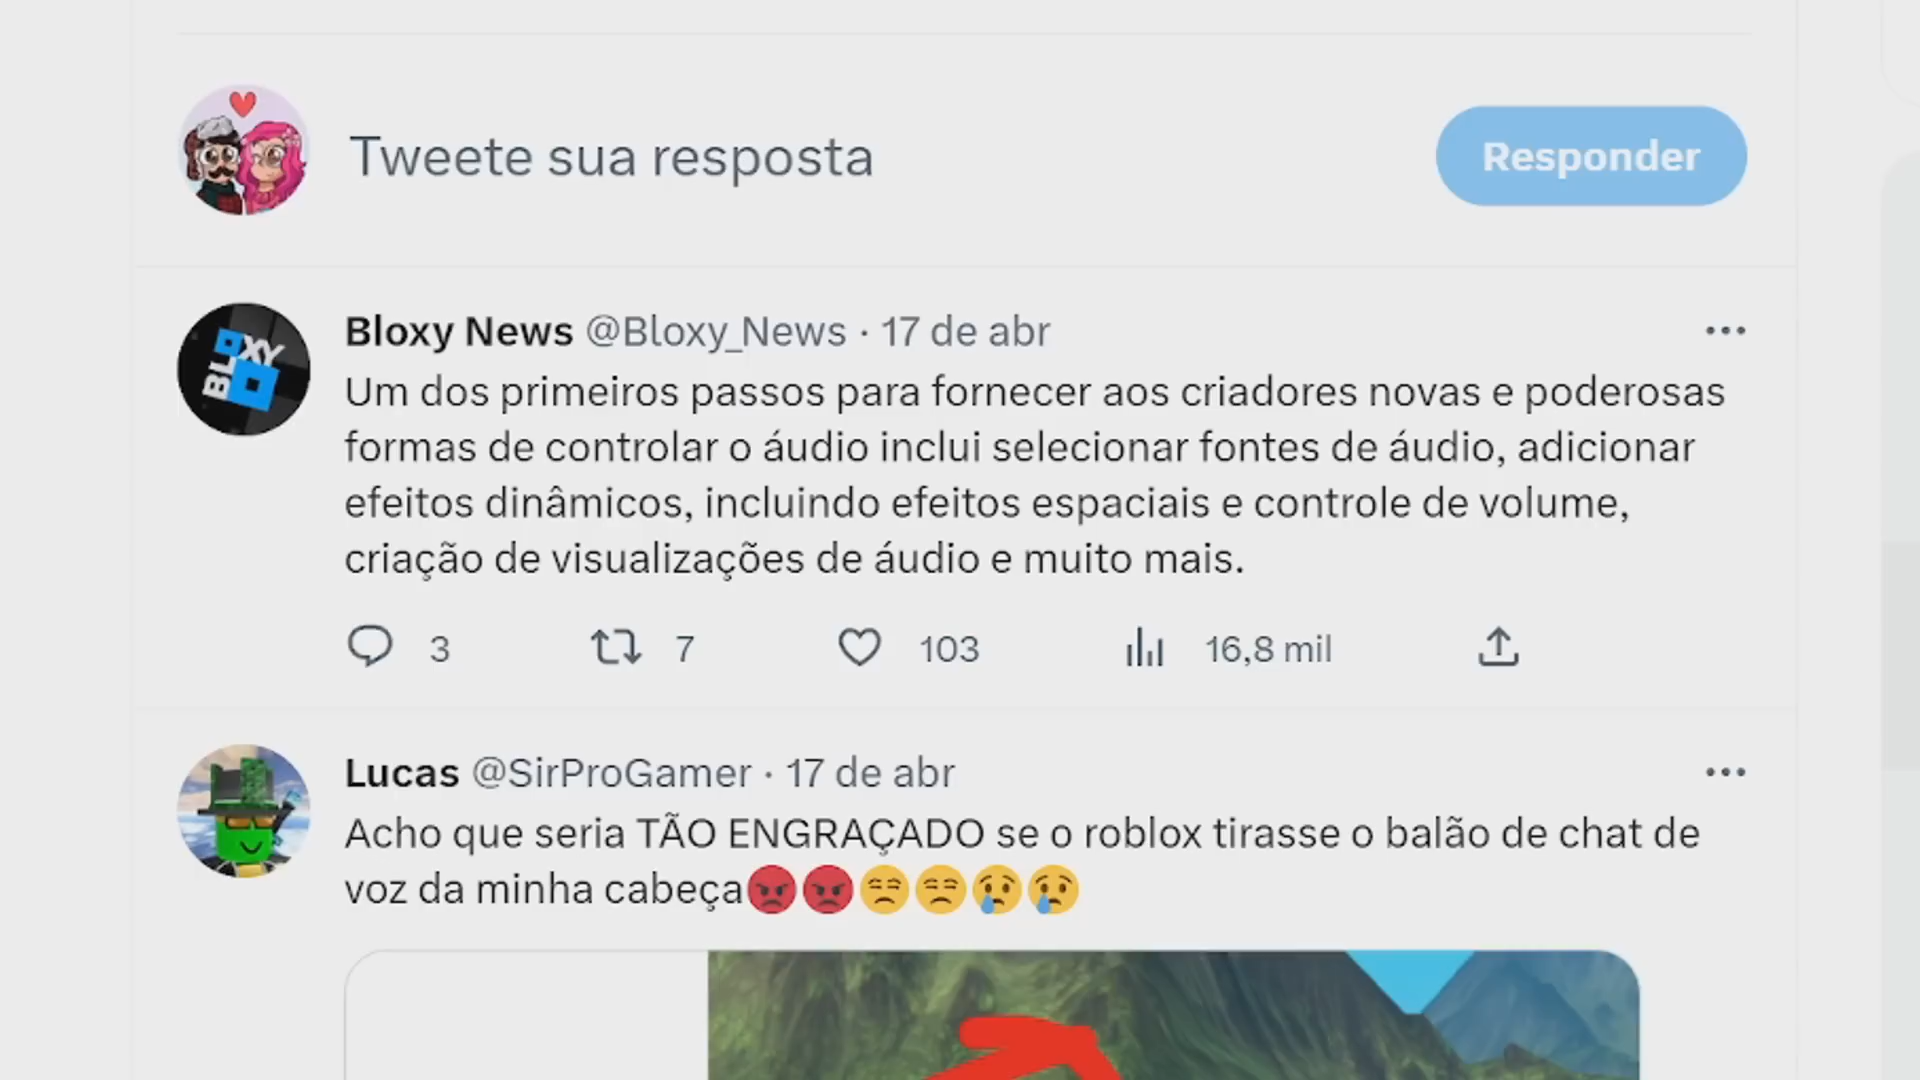 Tweete sua resposta
Responder
BLOXY
Bloxy News @Bloxy_News · 17 de abr
Um dos primeiros passos para fornecer aos criadores novas e poderosas
formas de controlar o áudio inclui selecionar fontes de áudio, adicionar
efeitos dinâmicos, incluindo efeitos espaciais e controle de volume,
criação de visualizações de áudio e muito mais.
3 7 103 16,8 mil
Lucas @SirProGamer · 17 de abr
Acho que seria TÃO ENGRAÇADO se o roblox tirasse o balão de chat de
voz da minha cabeça😡😡😒😒😢😢